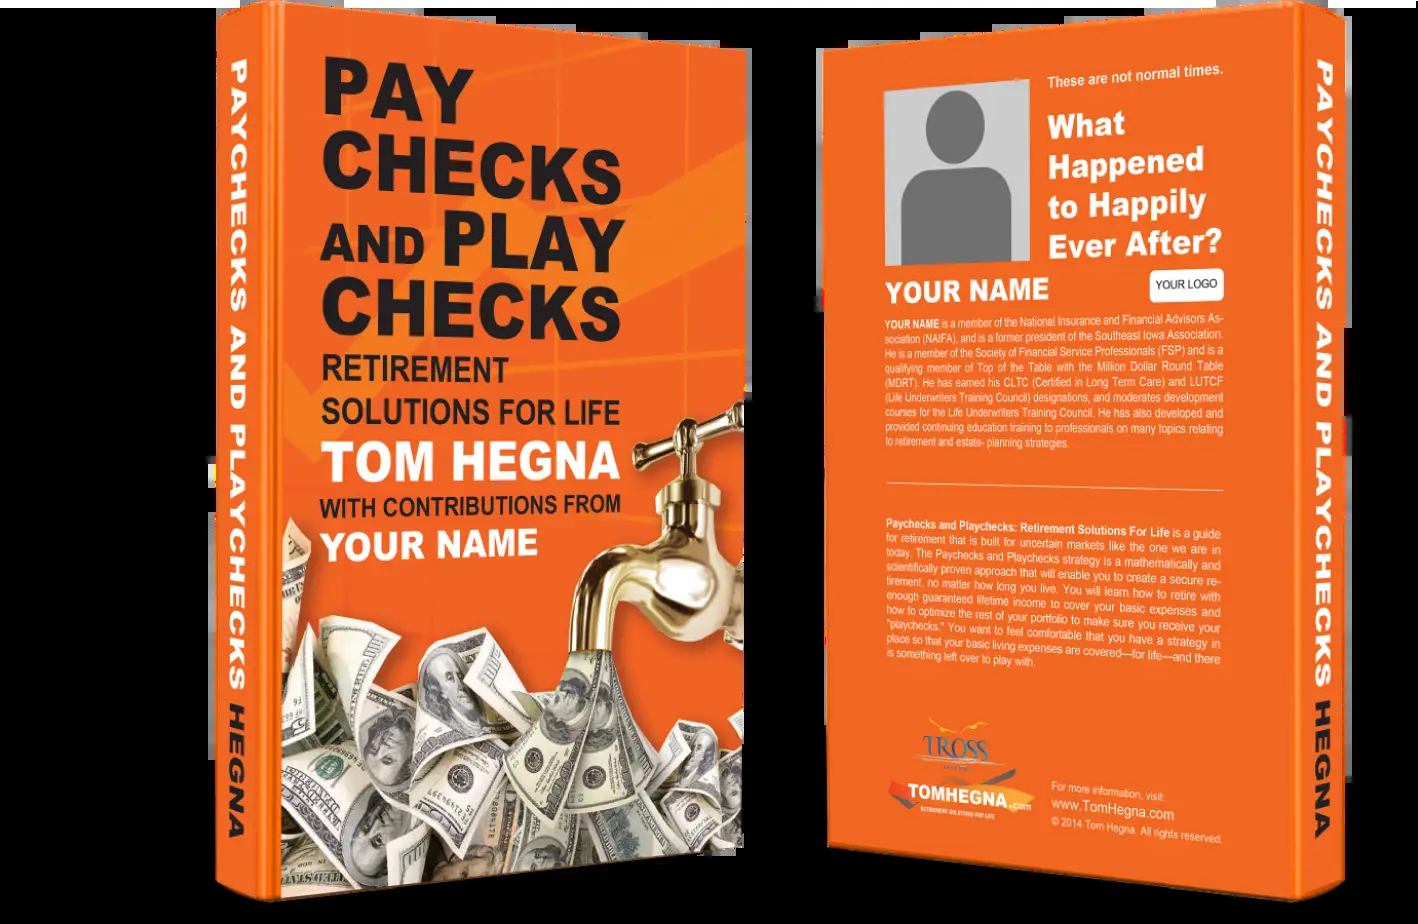 PAYCHECKS AND PLAYCHECKS HEGNA
PAY
CHECKS
AND PLAY
CHECKS
RETIREMENT
SOLUTIONS FOR LIFE
TOM HEGNA
WITH CONTRIBUTIONS FROM
YOUR NAME
These are not normal times.
What
Happened
to Happily
Ever After?
YOUR NAME
YOUR LOGO
YOUR NAME is a member of the National Insurance and Financial Advisors As-
sociation (NAIFA), and is a former president of the Southeast Iowa Association.
He is a member of the Society of Financial Service Professionals (FSP) and is a
qualifying member of Top of the Table with the Million Dollar Round Table
(MDRT). He has earned his CLTC (Certified in Long Term Care) and LUTCF
(Life Underwriters Training Council) designations, and moderates development
courses for the Life Underwriters Training Council. He has also developed and
provided continuing education training to professionals on many topics relating
to retirement and estate- planning strategies.
Paychecks and Playchecks: Retirement Solutions For Life is a guide
for retirement that is built for uncertain markets like the one we are in
today. The Paychecks and Playchecks strategy is a mathematically and
scientifically proven approach that will enable you to create a secure re-
tirement, no matter how long you live. You will learn how to retire with
enough guaranteed lifetime income to cover your basic expenses and
how to optimize the rest of your portfolio to make sure you receive your
"playchecks." You want to feel comfortable that you have a strategy in
place so that your basic living expenses are covered—for life—and there
is something left over to play with.
TROSS
TOMHEGNA.com
RETIREMENT SOLUTIONS FOR LIFE
For more information, visit:
www.TomHegna.com
© 2014 Tom Hegna. All rights reserved.
PAYCHECKS AND PLAYCHECKS HEGNA